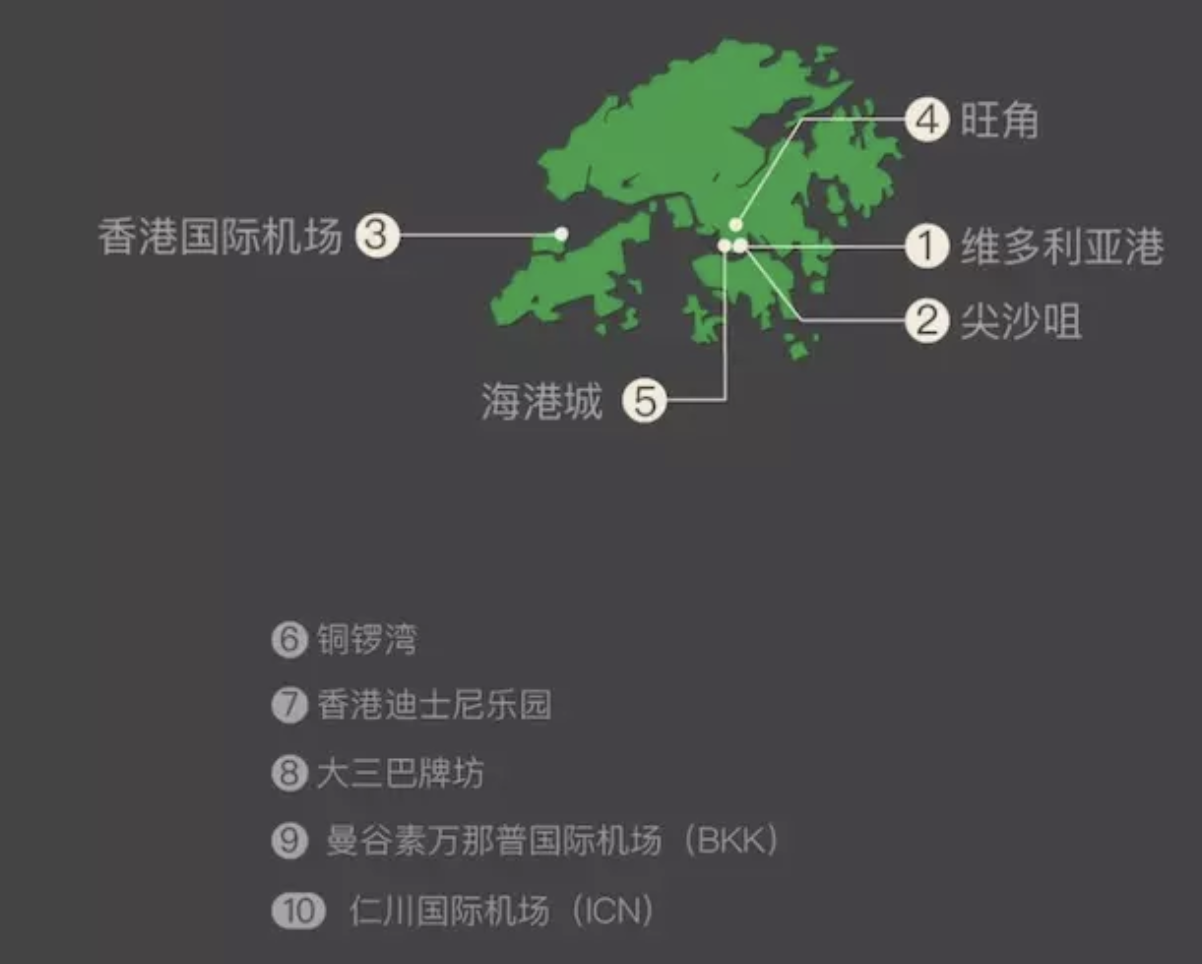 ④ 旺角
香港国际机场 ③
① 维多利亚港
② 尖沙咀
海港城 ⑤
⑥ 铜锣湾
⑦ 香港迪士尼乐园
⑧ 大三巴牌坊
⑨ 曼谷素万那普国际机场（BKK）
⑩ 仁川国际机场（ICN）